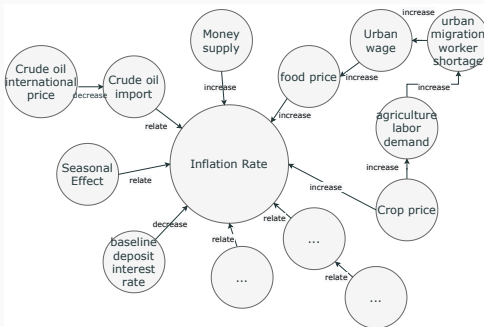 Crude oil
international
price
decrease
Crude oil
import
relate
Money
supply
increase
food price
increase
Urban
wage
increase
increase
urban
migration
worker
shortage
increase
agriculture
labor
demand
increase
Crop price
increase
Inflation Rate
Seasonal
Effect
relate
baseline
deposit
interest
rate
decrease
...
relate
...
relate
...
relate